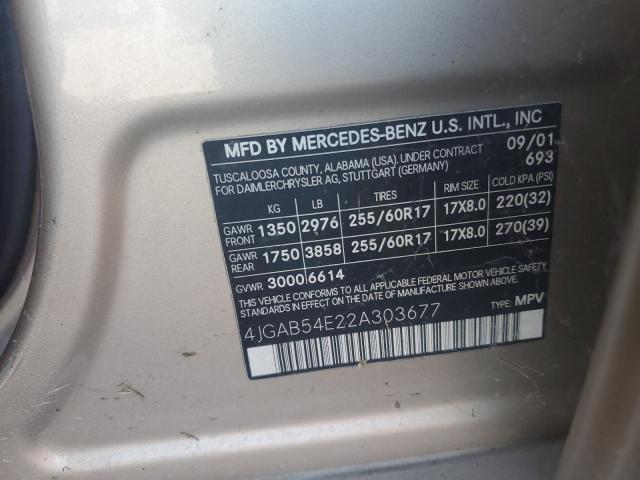 MFD BY MERCEDES-BENZ U.S. INTL., INC
TUSCALOOSA COUNTY, ALABAMA (USA). UNDER CONTRACT 09/01
FOR DAIMLERCHRYSLER AG, STUTTGART (GERMANY) 693
KG LB TIRES RIM SIZE COLD KPA (PSI)
GAWR FRONT 1350 2976 255/60R17 17X8.0 220(32)
GAWR REAR 1750 3858 255/60R17 17X8.0 270(39)
GVWR 3000 6614
THIS VEHICLE CONFORMS TO ALL APPLICABLE FEDERAL MOTOR VEHICLE SAFETY
STANDARDS IN EFFECT ON THE DATE OF MANUFACTURE SHOWN ABOVE.
4JGAB54E22A303677 TYPE: MPV